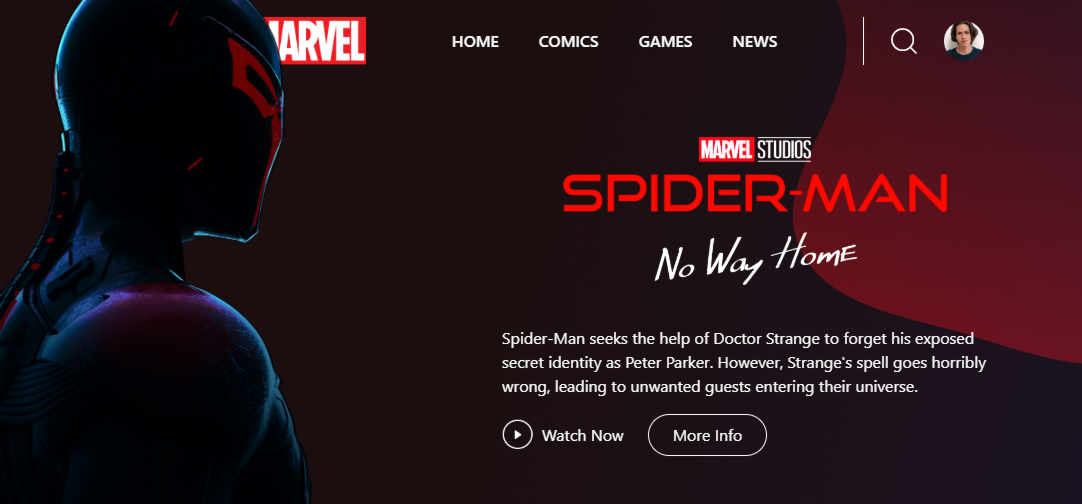 MARVEL
HOME COMICS GAMES NEWS
MARVEL STUDIOS
SPIDER-MAN
No Way Home
Spider-Man seeks the help of Doctor Strange to forget his exposed
secret identity as Peter Parker. However, Strange's spell goes horribly
wrong, leading to unwanted guests entering their universe.
Watch Now More Info